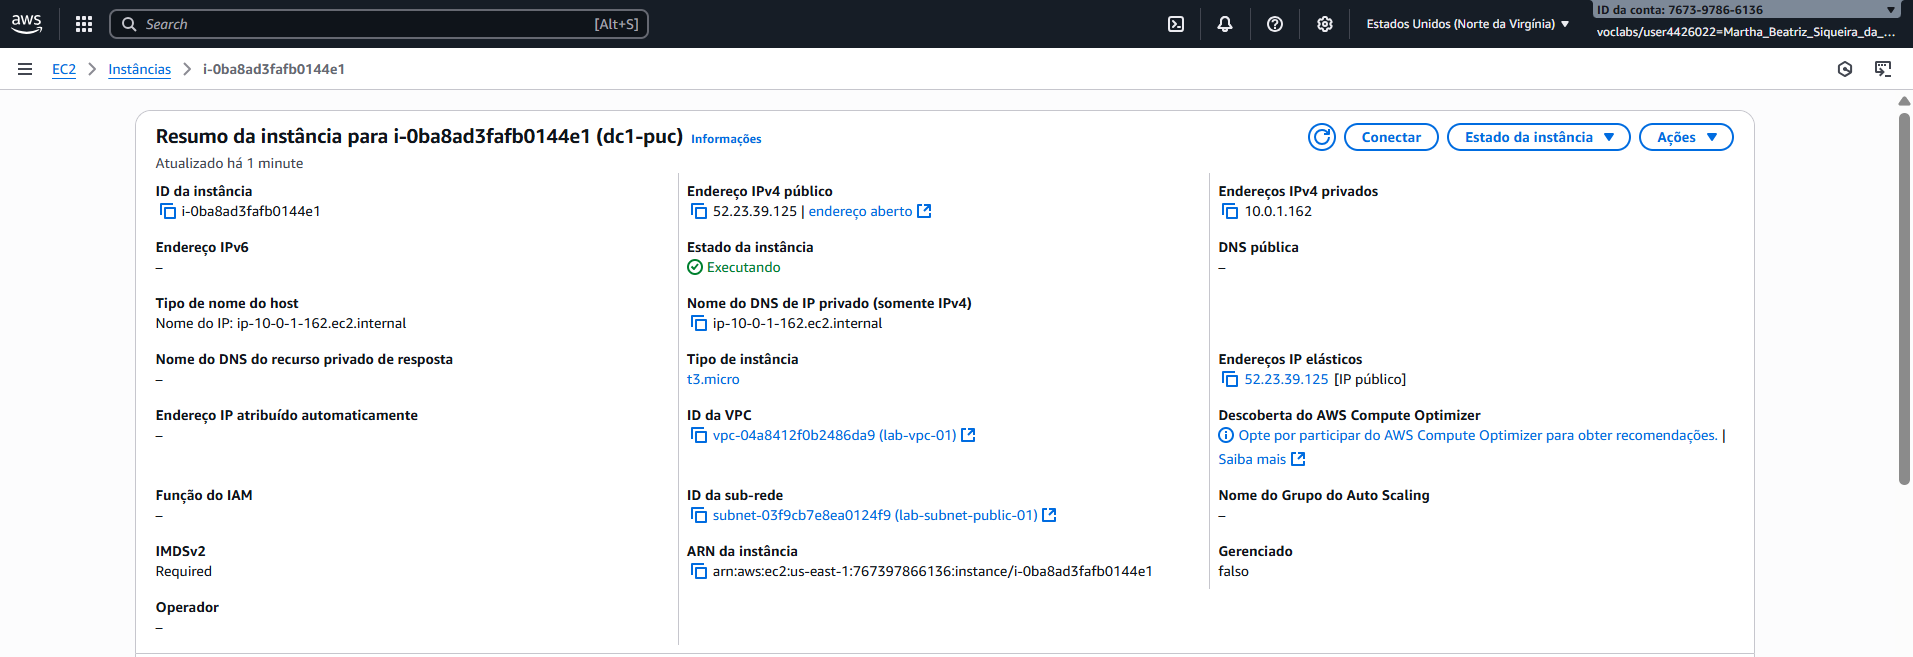 aws
Search
[Alt+S]
Estados Unidos (Norte da Virgínia)
ID da conta: 7673-9786-6136
voclabs/user4426022=Martha_Beatriz_Siqueira_da_...
EC2
Instâncias
i-0ba8ad3fafb0144e1
Resumo da instância para i-0ba8ad3fafb0144e1 (dc1-puc) Informações
Atualizado há 1 minute
Conectar
Estado da instância
Ações
ID da instância
i-0ba8ad3fafb0144e1
Endereço IPv4 público
52.23.39.125 | endereço aberto
Endereços IPv4 privados
10.0.1.162
Endereço IPv6
–
Estado da instância
Executando
DNS pública
–
Tipo de nome do host
Nome do IP: ip-10-0-1-162.ec2.internal
Nome do DNS de IP privado (somente IPv4)
ip-10-0-1-162.ec2.internal
Nome do DNS do recurso privado de resposta
–
Tipo de instância
t3.micro
Endereços IP elásticos
52.23.39.125 [IP público]
Endereço IP atribuído automaticamente
–
ID da VPC
vpc-04a8412f0b2486da9 (lab-vpc-01)
Descoberta do AWS Compute Optimizer
Opte por participar do AWS Compute Optimizer para obter recomendações. |
Saiba mais
Função do IAM
–
ID da sub-rede
subnet-03f9cb7e8ea0124f9 (lab-subnet-public-01)
Nome do Grupo do Auto Scaling
–
IMDSv2
Required
ARN da instância
arn:aws:ec2:us-east-1:767397866136:instance/i-0ba8ad3fafb0144e1
Gerenciado
falso
Operador
–